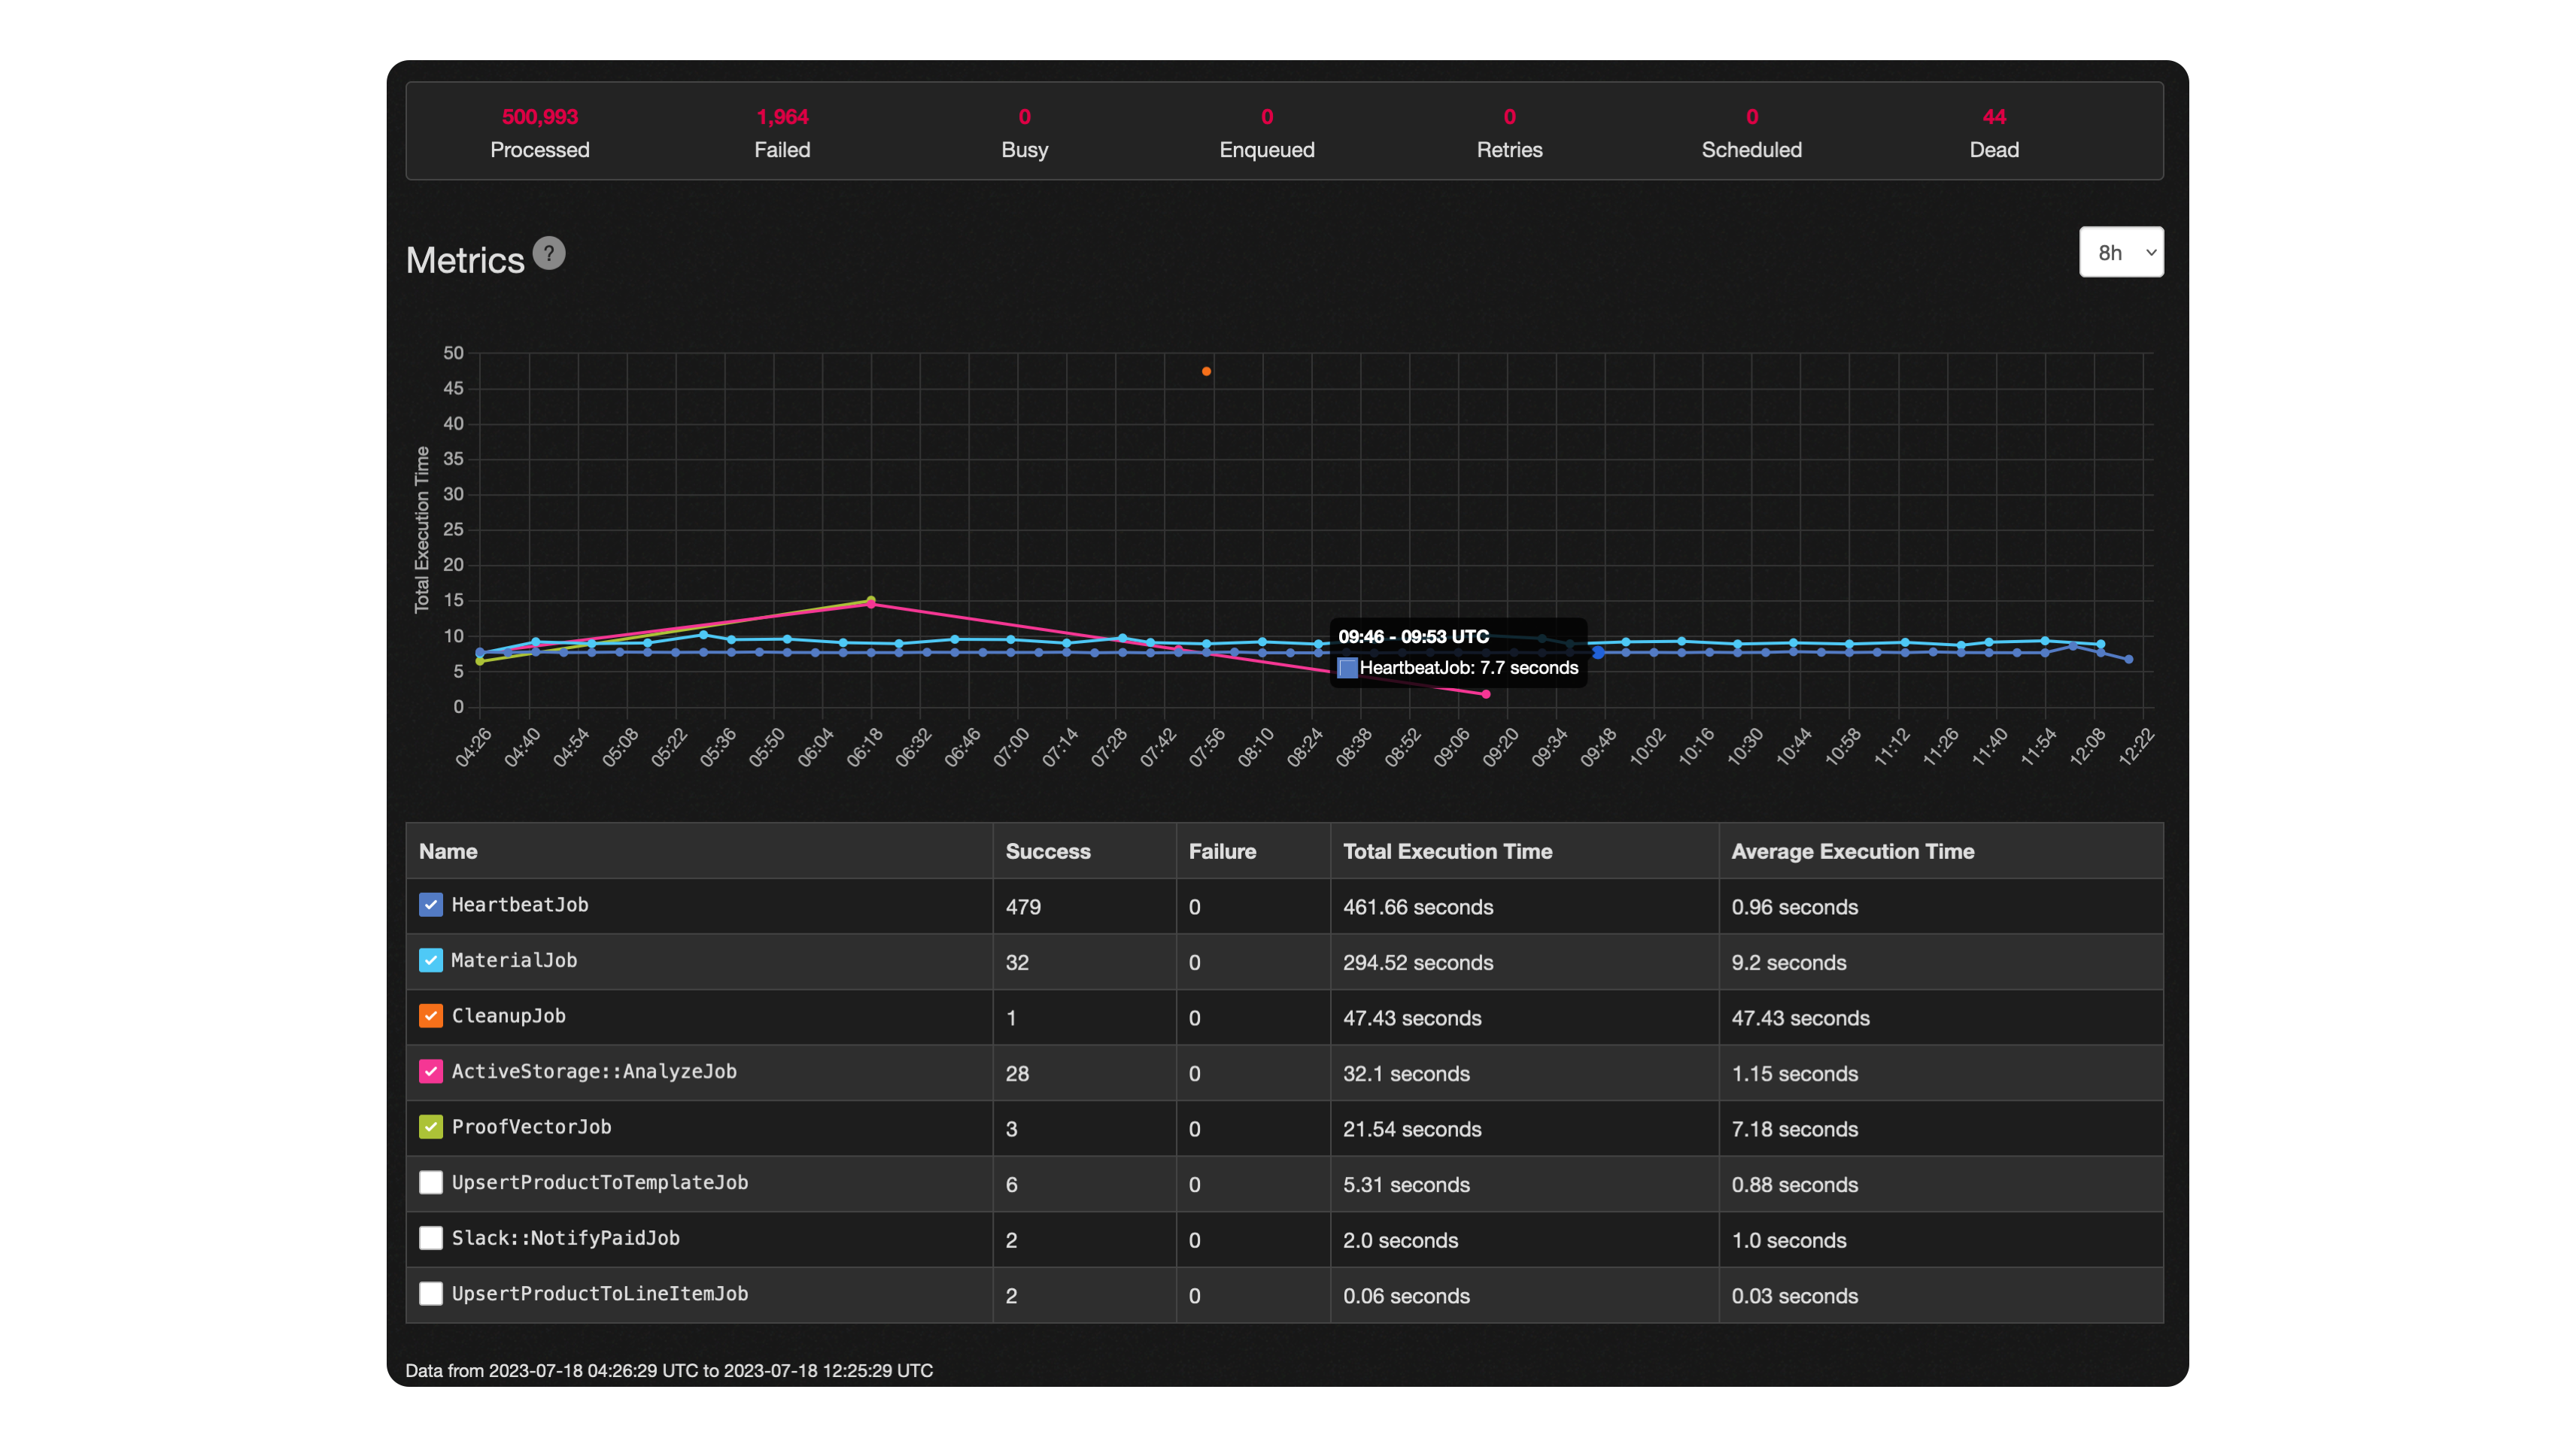 500,993 1,964 0 0 0 0 44
Processed Failed Busy Enqueued Retries Scheduled Dead
Metrics ?
8h
Total Execution Time
50
45
40
35
30
25
20
15
10
5
0
09:46 - 09:53 UTC
HeartbeatJob: 7.7 seconds
04:26 04:40 04:54 05:08 05:22 05:36 05:50 06:04 06:18 06:32 06:46 07:00 07:14 07:28 07:42 07:56 08:10 08:24 08:38 08:52 09:06 09:20 09:34 09:48 10:02 10:16 10:30 10:44 10:58 11:12 11:26 11:40 11:54 12:08 12:22
Name Success Failure Total Execution Time Average Execution Time
HeartbeatJob 479 0 461.66 seconds 0.96 seconds
MaterialJob 32 0 294.52 seconds 9.2 seconds
CleanupJob 1 0 47.43 seconds 47.43 seconds
ActiveStorage::AnalyzeJob 28 0 32.1 seconds 1.15 seconds
ProofVectorJob 3 0 21.54 seconds 7.18 seconds
UpsertProductToTemplateJob 6 0 5.31 seconds 0.88 seconds
Slack::NotifyPaidJob 2 0 2.0 seconds 1.0 seconds
UpsertProductToLineItemJob 2 0 0.06 seconds 0.03 seconds
Data from 2023-07-18 04:26:29 UTC to 2023-07-18 12:25:29 UTC